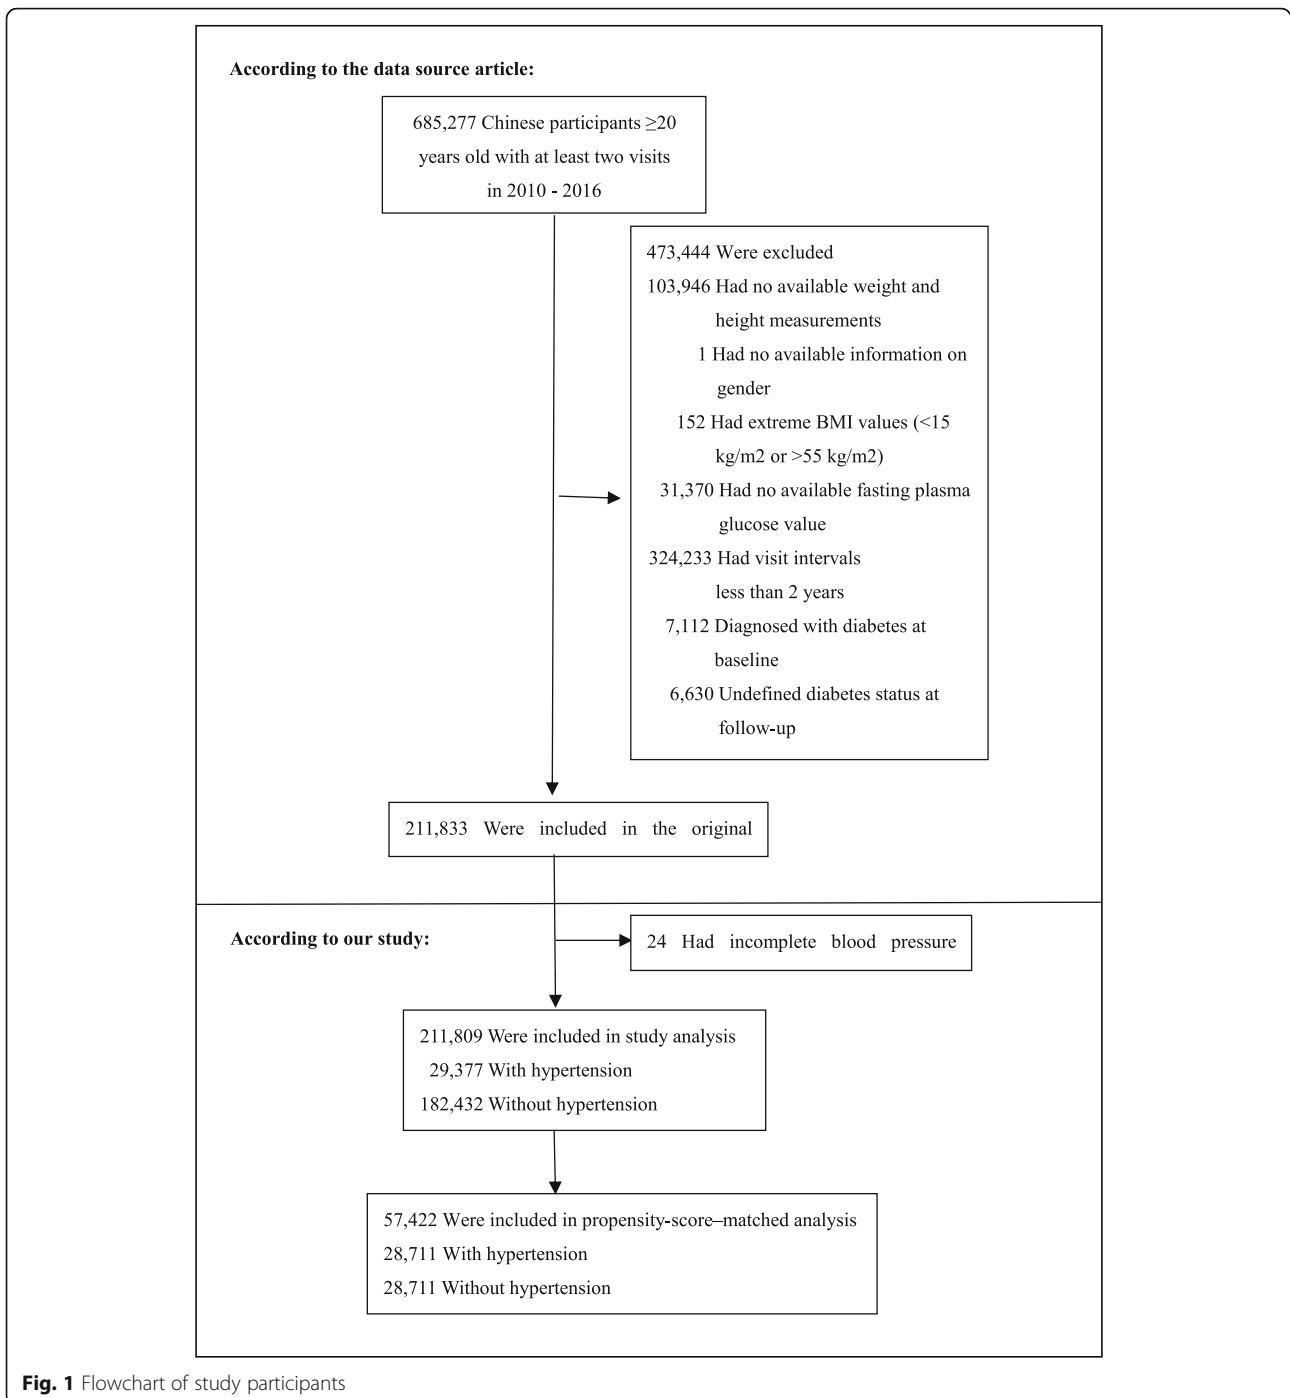 According to the data source article:
685,277 Chinese participants ≥20
years old with at least two visits
in 2010 - 2016
473,444 Were excluded
103,946 Had no available weight and
height measurements
1 Had no available information on
gender
152 Had extreme BMI values (<15
kg/m2 or >55 kg/m2)
31,370 Had no available fasting plasma
glucose value
324,233 Had visit intervals
less than 2 years
7,112 Diagnosed with diabetes at
baseline
6,630 Undefined diabetes status at
follow-up
211,833 Were included in the original
According to our study:
24 Had incomplete blood pressure
211,809 Were included in study analysis
29,377 With hypertension
182,432 Without hypertension
57,422 Were included in propensity-score–matched analysis
28,711 With hypertension
28,711 Without hypertension
Fig. 1 Flowchart of study participants